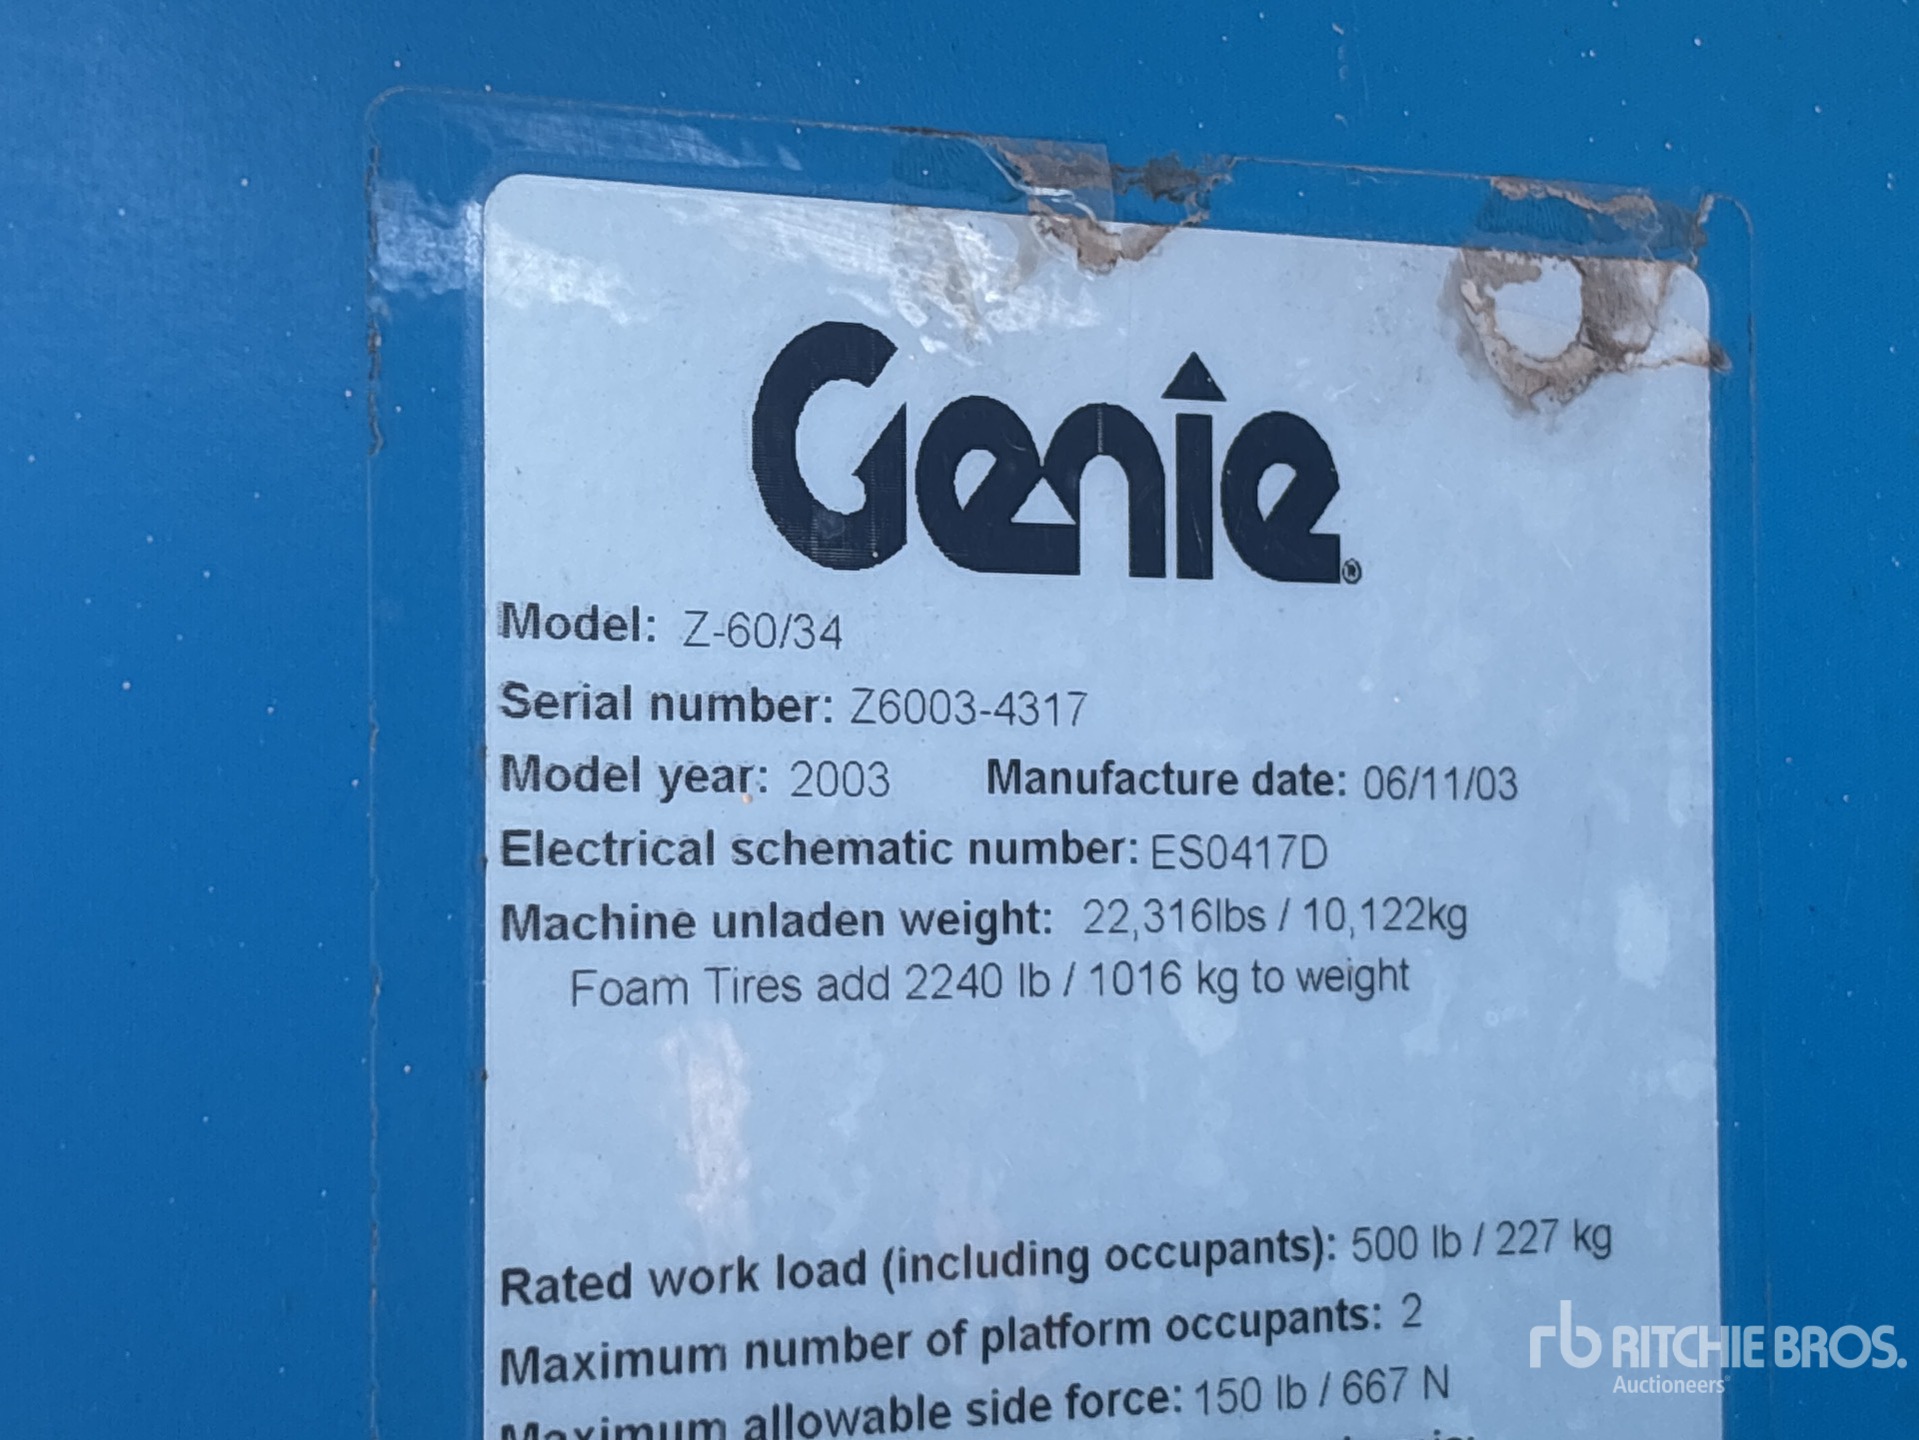 Genie®
Model: Z-60/34
Serial number: Z6003-4317
Model year: 2003 Manufacture date: 06/11/03
Electrical schematic number: ES0417D
Machine unladen weight: 22,316lbs / 10,122kg
Foam Tires add 2240 lb / 1016 kg to weight
Rated work load (including occupants): 500 lb / 227 kg
Maximum number of platform occupants: 2
Maximum allowable side force: 150 lb / 667 N
rb RITCHIE BROS.
Auctioneers